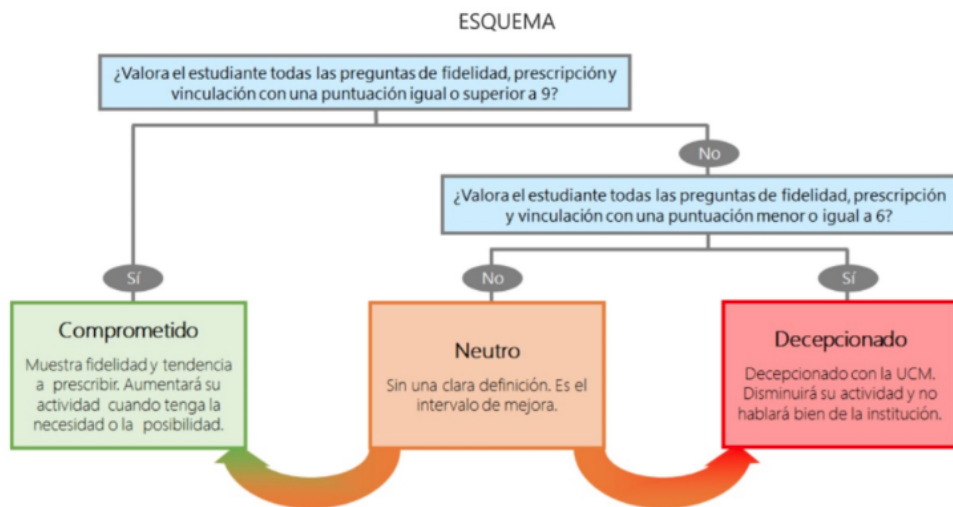 ESQUEMA
¿Valora el estudiante todas las preguntas de fidelidad, prescripción y
vinculación con una puntuación igual o superior a 9?
No
¿Valora el estudiante todas las preguntas de fidelidad, prescripción
y vinculación con una puntuación menor o igual a 6?
Sí
No
Sí
Comprometido
Muestra fidelidad y tendencia
a prescribir. Aumentará su
actividad cuando tenga la
necesidad o la posibilidad.
Neutro
Sin una clara definición. Es el
intervalo de mejora.
Decepcionado
Decepcionado con la UCM.
Disminuirá su actividad y no
hablará bien de la institución.